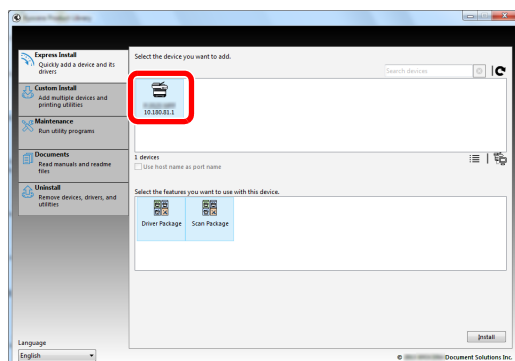 Product Library
Express Install
Quickly add a device and its
drivers
Custom Install
Add multiple devices and
printing utilities
Maintenance
Run utility programs
Documents
Read manuals and readme
files
Uninstall
Remove devices, drivers, and
utilities
Language
English
Select the device you want to add.
Search devices
10.180.81.1
1 devices
Use host name as port name
Select the features you want to use with this device.
Driver Package
Scan Package
Install
© Document Solutions Inc.